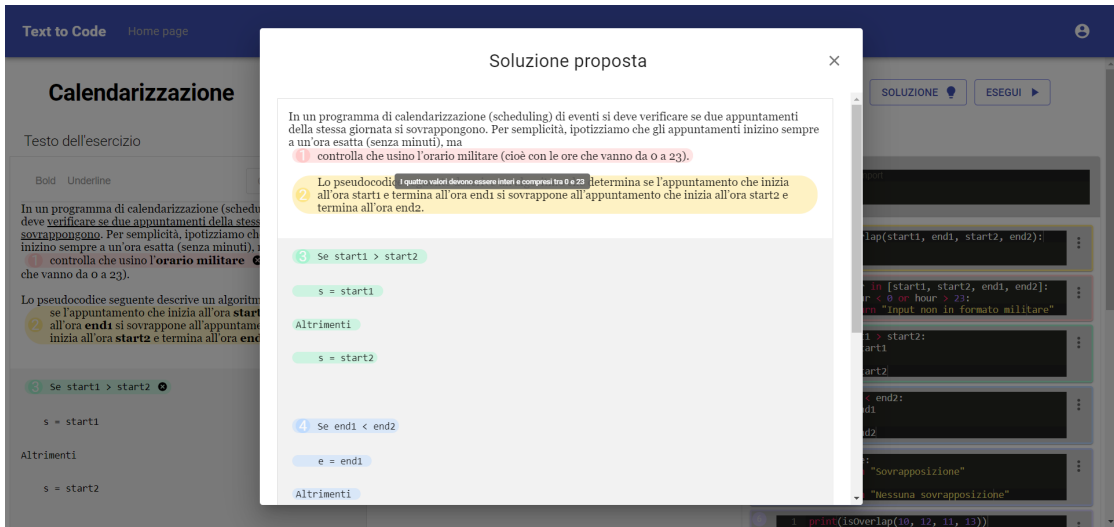 Text to Code
Home page
Calendarizzazione
SOLUZIONE
ESEGUI
Testo dell'esercizio
Bold Underline
In un programma di calendarizzazione (schedu
deve verificare se due appuntamenti della stess
sovrappongono. Per semplicità, ipotizziamo ch
inizino sempre a un'ora esatta (senza minuti),
1 controlla che usino l'orario militare
che vanno da 0 a 23).
Lo pseudocodice seguente descrive un algoritm
se l'appuntamento che inizia all'ora start
2 all'ora end1 si sovrappone all'appuntame
inizia all'ora start2 e termina all'ora end
3 Se start1 > start2
s = start1
Altrimenti
s = start2
Soluzione proposta
In un programma di calendarizzazione (scheduling) di eventi si deve verificare se due appuntamenti
della stessa giornata si sovrappongono. Per semplicità, ipotizziamo che gli appuntamenti inizino sempre
a un'ora esatta (senza minuti), ma
1 controlla che usino l'orario militare (cioè con le ore che vanno da 0 a 23).
I quattro valori devono essere interi e compresi tra 0 e 23
Lo pseudocodic determina se l'appuntamento che inizia
2 all'ora start1 e termina all'ora end1 si sovrappone all'appuntamento che inizia all'ora start2 e
termina all'ora end2.
3 Se start1 > start2
s = start1
Altrimenti
s = start2
4 Se end1 < end2
e = end1
Altrimenti
port
lap(start1, end1, start2, end2):
r in [start1, start2, end1, end2]:
ur < 0 or hour > 23:
rn "Input non in formato militare"
1 > start2:
art1
art2
< end2:
nd1
nd2
e:
"Sovrapposizione"
"Nessuna sovrapposizione"
1 print(isOverlap(10, 12, 11, 13))